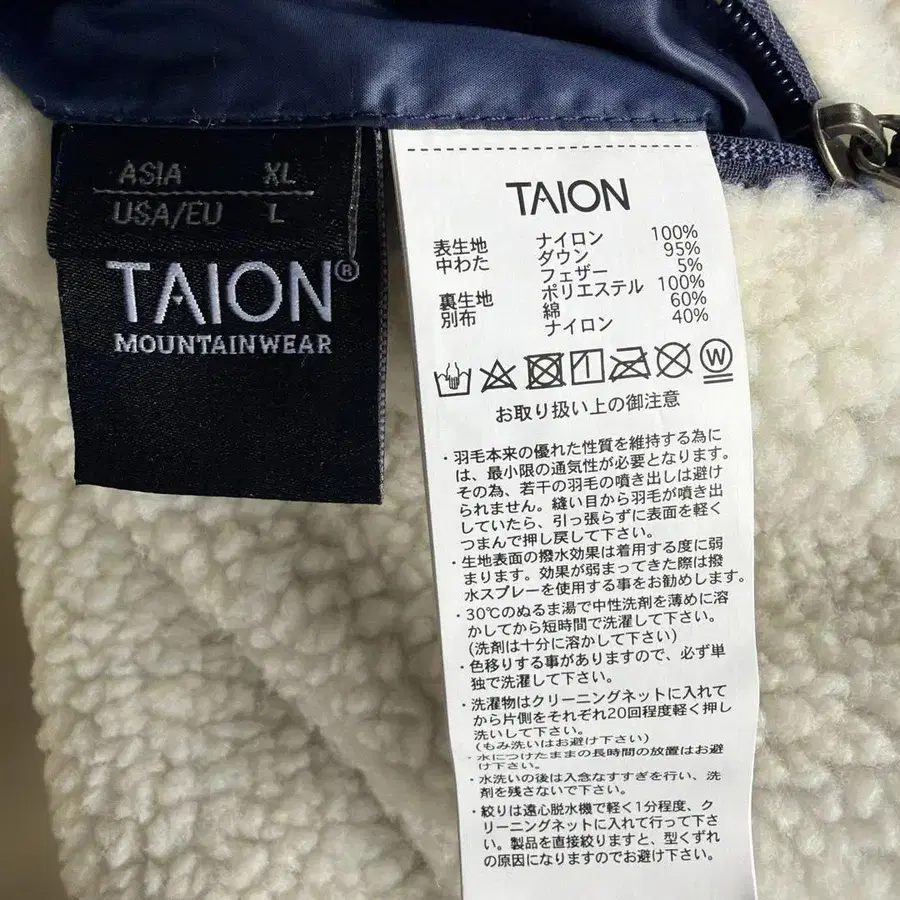 ASIA XL
USA/EU L
TAION®
MOUNTAINWEAR
TAION
表生地 ナイロン 100%
中わた ダウン 95%
フェザー 5%
裏生地 ポリエステル 100%
別布 綿 60%
ナイロン 40%
1 W
お取り扱い上の御注意
・羽毛本来の優れた性質を維持する為に
は、最小限の通気性が必要となります。
その為、若干の羽毛の噴き出しは避け
られません。縫い目から羽毛が噴き出
していたら、引っ張らずに表面を軽く
つまんで押し戻して下さい。
・生地表面の撥水効果は着用する度に弱
まります。効果が弱まってきた際は撥
水スプレーを使用する事をお勧めします。
・30℃のぬるま湯で中性洗剤を薄めに溶
かしてから短時間で洗濯して下さい。
(洗剤は十分に溶かして下さい)
・色移りする事がありますので、必ず単
独で洗濯して下さい。
・洗濯物はクリーニングネットに入れて
から片側をそれぞれ20回程度軽く押し
洗いして下さい。
(もみ洗いはお避け下さい)
・水につけたままの長時間の放置はお避
け下さい。
・水洗いの後は入念なすすぎを行い、洗
剤を残さないで下さい。
・絞りは遠心脱水機で軽く1分程度、ク
リーニングネットに入れて行って下さ
い。製品を直接絞りますと、型くずれ
の原因になりますのでお避け下さい。